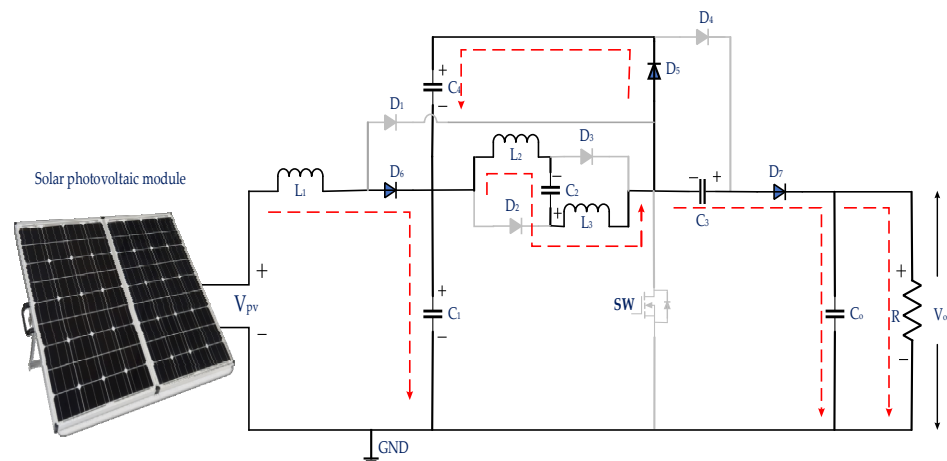 D4
D5
+
C4
−
D1
D3
L2
Solar photovoltaic module
L1
D6
−
C2
+
D2
L3
−
+
C3
D7
+
Vpv
−
+
C1
−
SW
Co
+
R
−
Vo
GND